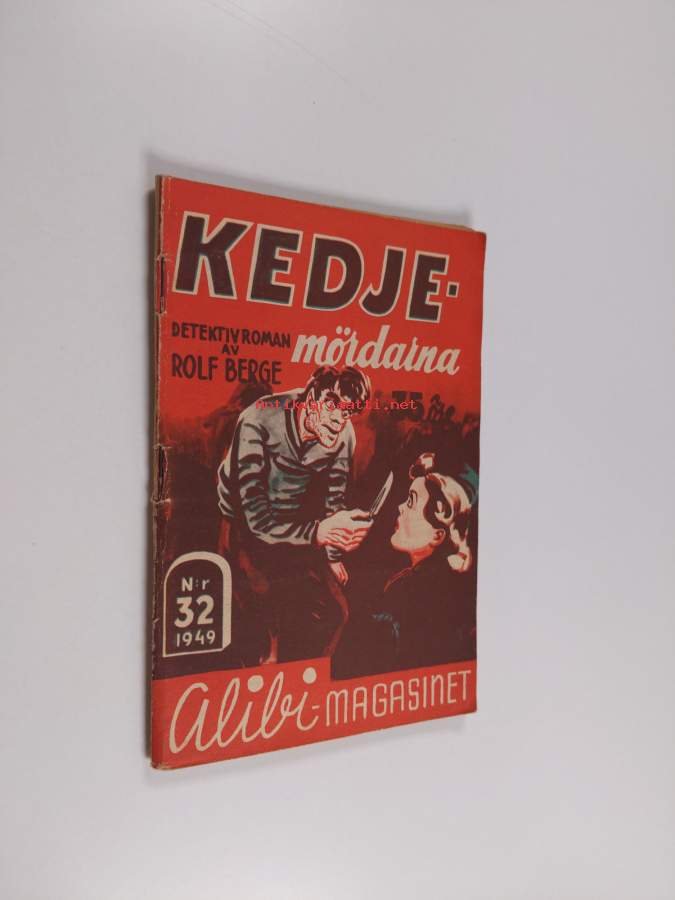 KEDJE-
mördarna
DETEKTIVROMAN
AV
ROLF BERGE
antikvariaatti.net
N:r
32
1949
Alibi-MAGASINET